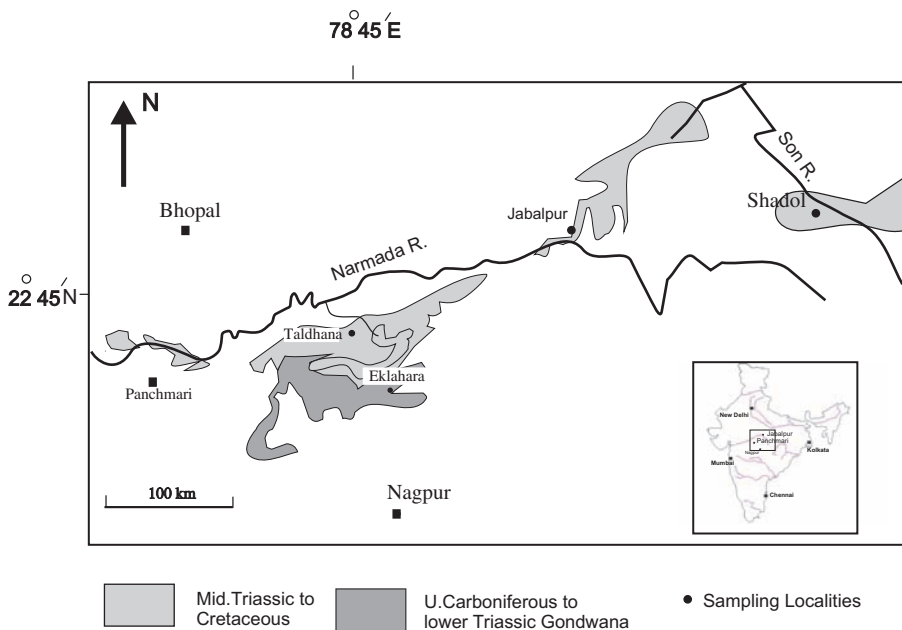 78° 45´ E
N
Son R.
Bhopal
Shadol
Jabalpur
Narmada R.
22° 45´ N
Taldhana
Eklahara
Panchmari
New Delhi
Jabalpur
Panchmari
Nagpur
Kolkata
Mumbai
Chennai
100 km
Nagpur
Mid.Triassic to
Cretaceous
U.Carboniferous to
lower Triassic Gondwana
Sampling Localities